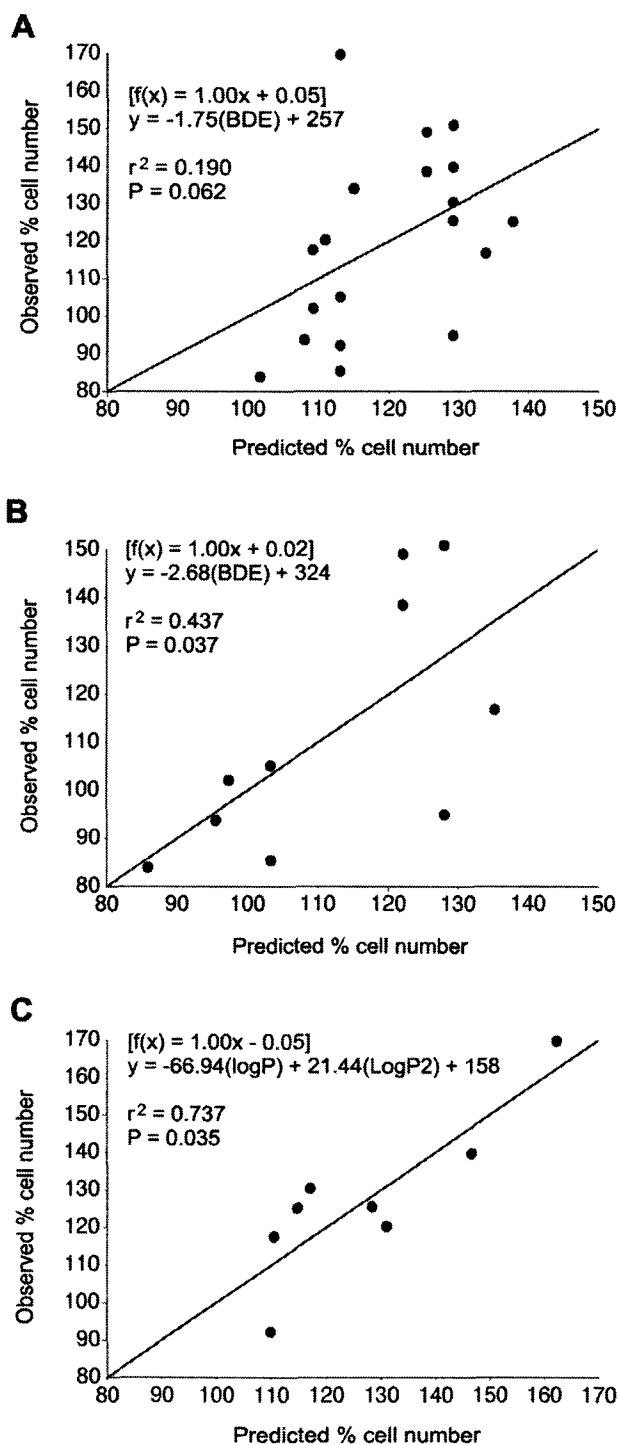 A
170
160
150
140
130
120
110
100
90
80
Observed % cell number
[f(x) = 1.00x + 0.05]
y = -1.75(BDE) + 257
r2 = 0.190
P = 0.062
80 90 100 110 120 130 140 150
Predicted % cell number
B
150
140
130
120
110
100
90
80
Observed % cell number
[f(x) = 1.00x + 0.02]
y = -2.68(BDE) + 324
r2 = 0.437
P = 0.037
80 90 100 110 120 130 140 150
Predicted % cell number
C
170
160
150
140
130
120
110
100
90
80
Observed % cell number
[f(x) = 1.00x - 0.05]
y = -66.94(logP) + 21.44(LogP2) + 158
r2 = 0.737
P = 0.035
80 90 100 110 120 130 140 150 160 170
Predicted % cell number